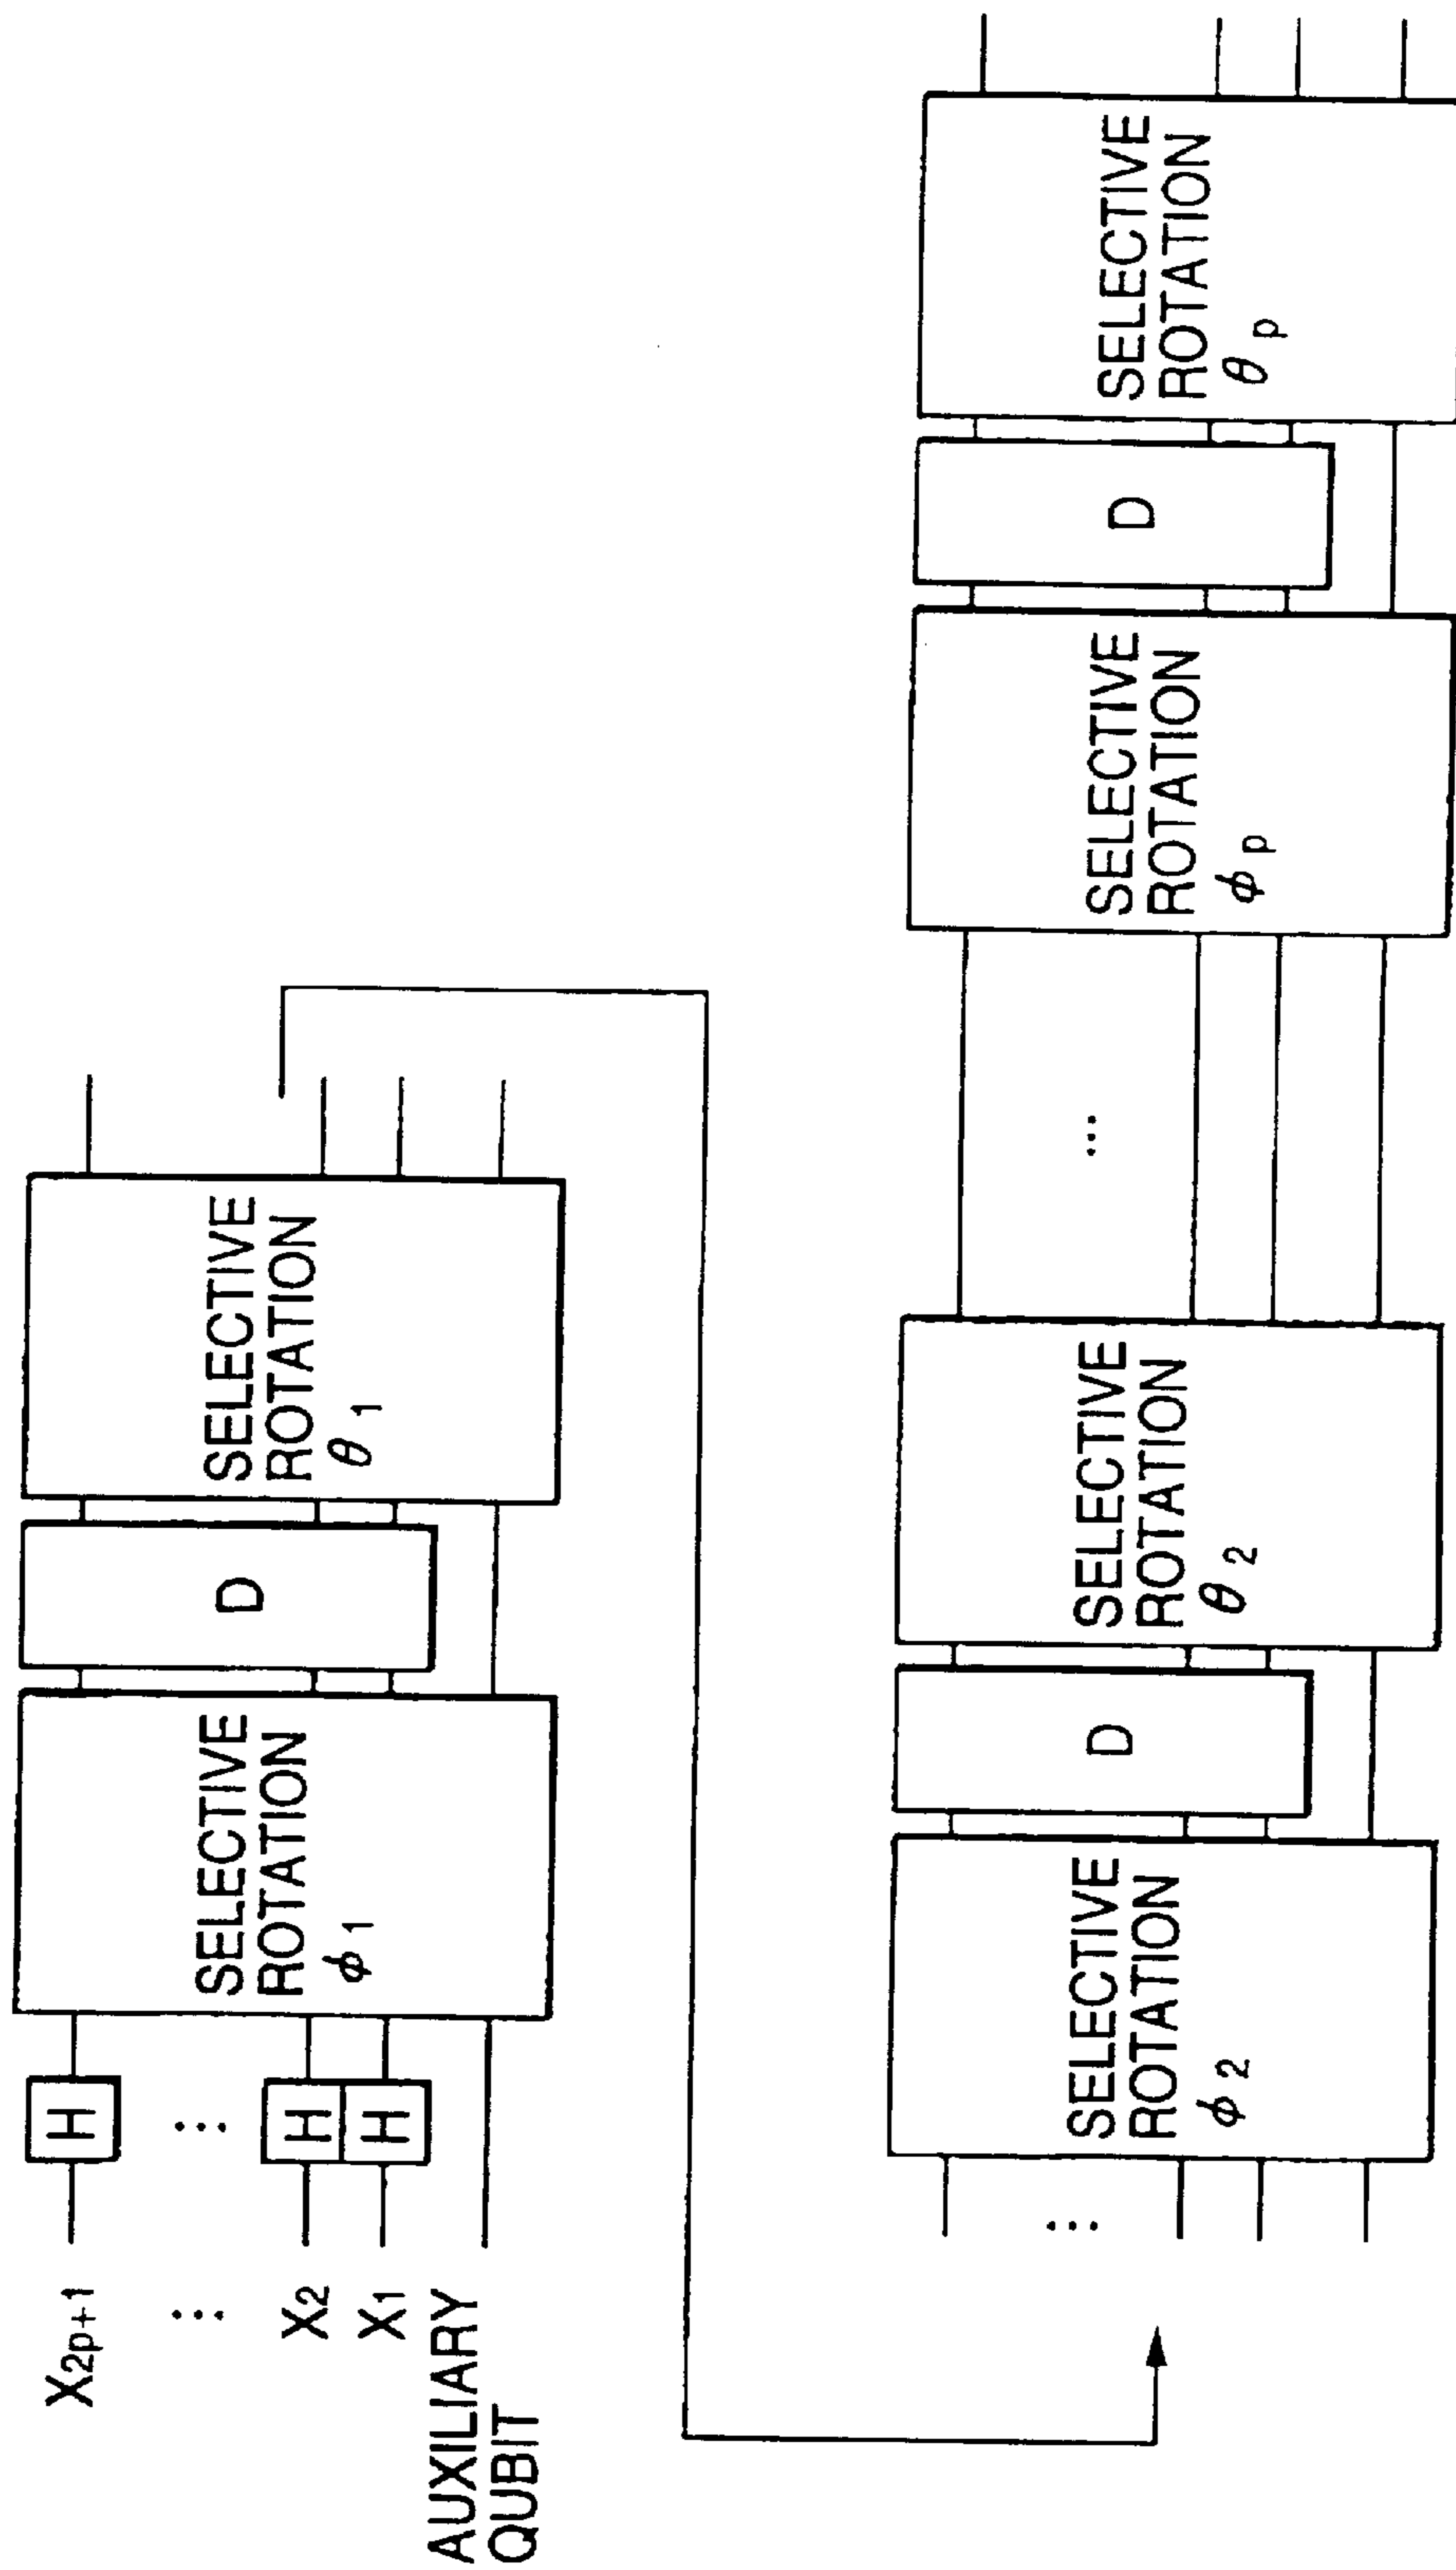 X2p+1
⋮
X2
X1
AUXILIARY
QUBIT
H
⋮
H
H
SELECTIVE
ROTATION
ϕ1
D
SELECTIVE
ROTATION
θ1
⋮
SELECTIVE
ROTATION
ϕ2
D
SELECTIVE
ROTATION
θ2
...
SELECTIVE
ROTATION
ϕp
D
SELECTIVE
ROTATION
θp